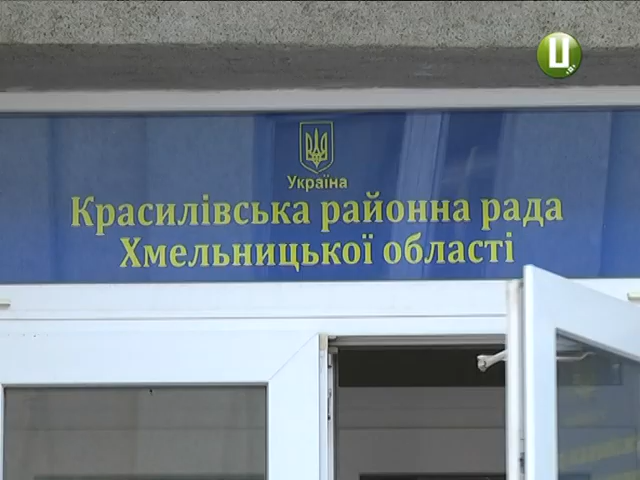 Ц
Україна
Красилівська районна рада
Хмельницької області